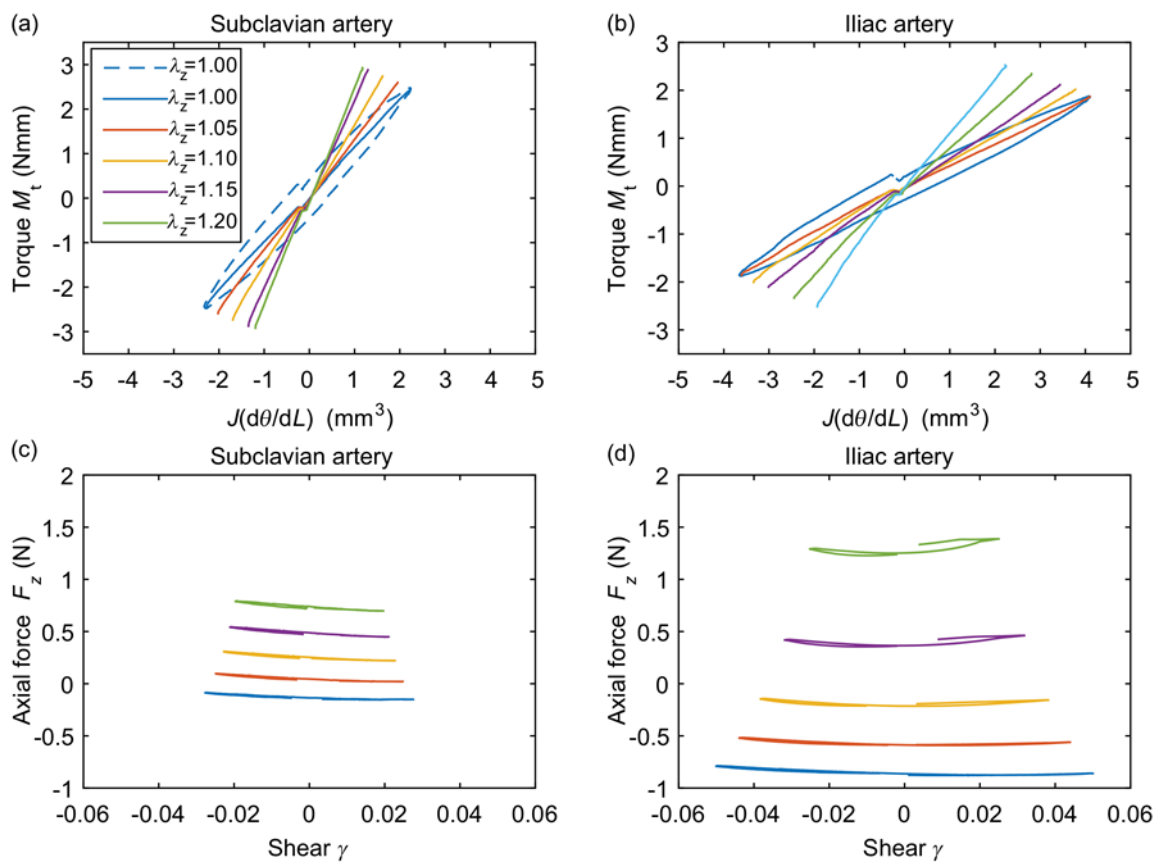 (a) Subclavian artery
Torque Mt (Nmm)
3
2
1
0
-1
-2
-3
λz=1.00
λz=1.00
λz=1.05
λz=1.10
λz=1.15
λz=1.20
-5 -4 -3 -2 -1 0 1 2 3 4 5
J(dθ/dL) (mm³)
(b) Iliac artery
Torque Mt (Nmm)
3
2
1
0
-1
-2
-3
-5 -4 -3 -2 -1 0 1 2 3 4 5
J(dθ/dL) (mm³)
(c) Subclavian artery
Axial force Fz (N)
2
1.5
1
0.5
0
-0.5
-1
-0.06 -0.04 -0.02 0 0.02 0.04 0.06
Shear γ
(d) Iliac artery
Axial force Fz (N)
2
1.5
1
0.5
0
-0.5
-1
-0.06 -0.04 -0.02 0 0.02 0.04 0.06
Shear γ